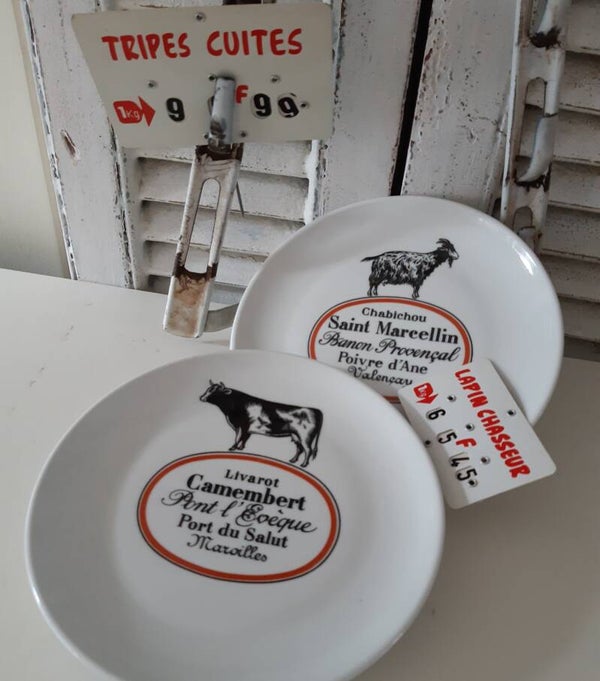 TRIPES CUITES
1Kg 9 F 99
Chabichou
Saint Marcellin
Banon Provençal
Poivre d'Ane
Valençay
LAPIN CHASSEUR
6 5 F 45
Livarot
Camembert
Pont l'Evèque
Port du Salut
Maroilles